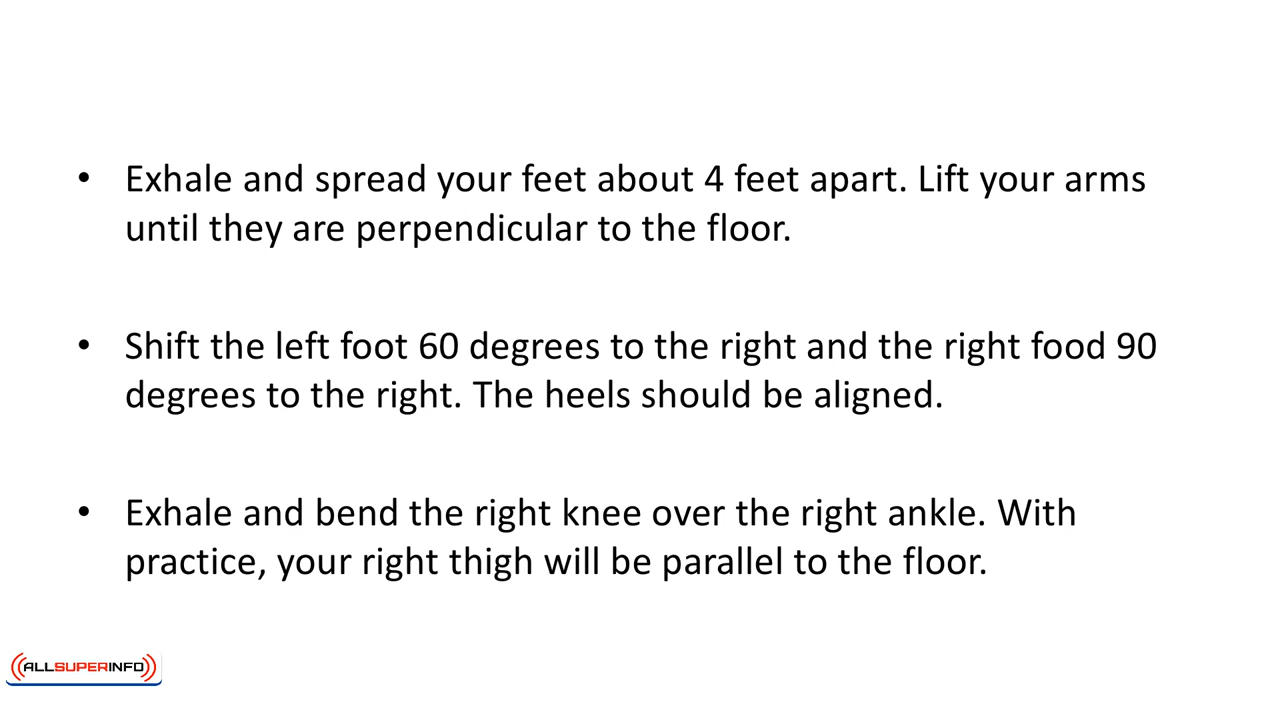 • Exhale and spread your feet about 4 feet apart. Lift your arms
until they are perpendicular to the floor.
• Shift the left foot 60 degrees to the right and the right food 90
degrees to the right. The heels should be aligned.
• Exhale and bend the right knee over the right ankle. With
practice, your right thigh will be parallel to the floor.
ALLSUPERINFO